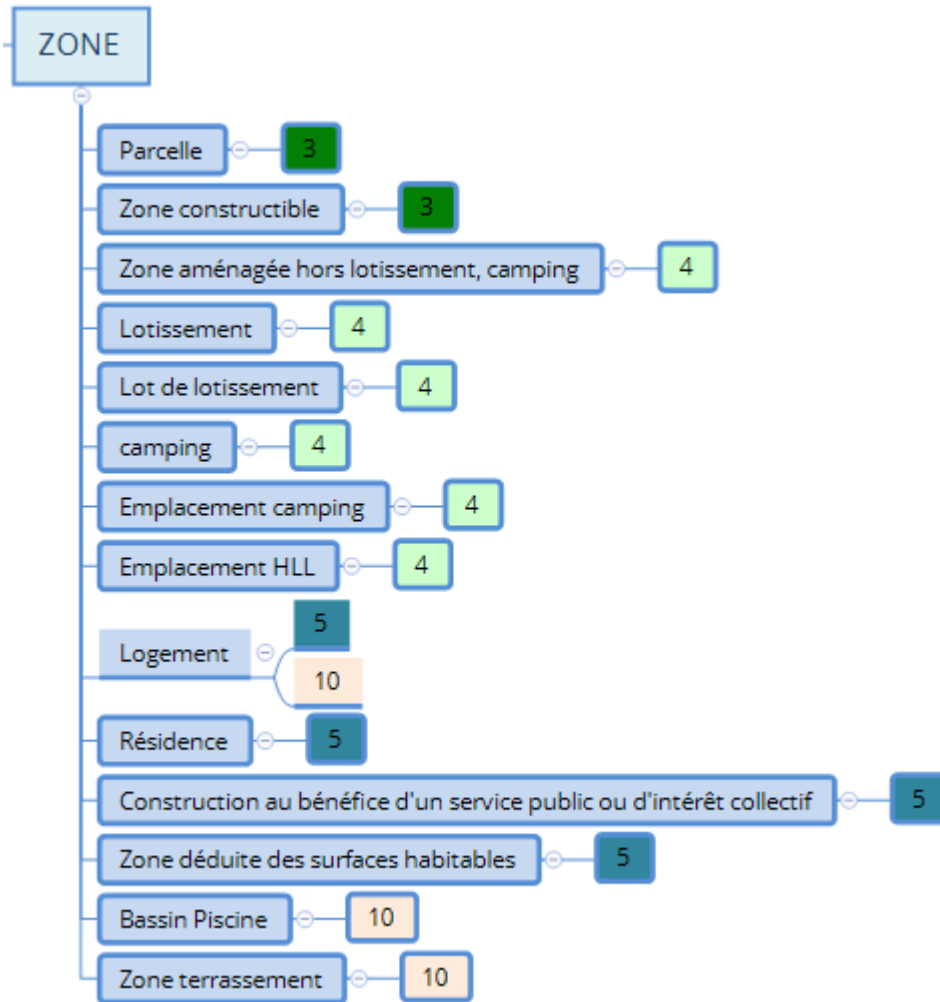 ZONE
Parcelle 3
Zone constructible 3
Zone aménagée hors lotissement, camping 4
Lotissement 4
Lot de lotissement 4
camping 4
Emplacement camping 4
Emplacement HLL 4
Logement 5
10
Résidence 5
Construction au bénéfice d'un service public ou d'intérêt collectif 5
Zone déduite des surfaces habitables 5
Bassin Piscine 10
Zone terrassement 10